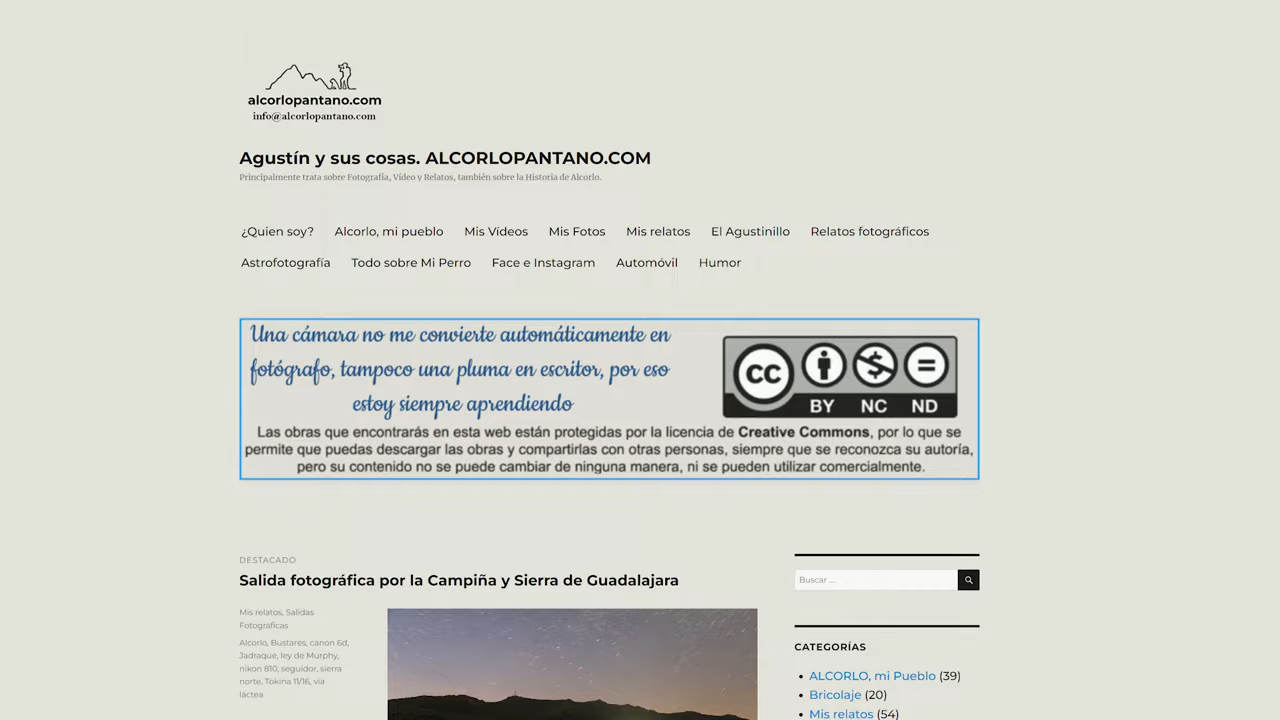 alcorlopantano.com
info@alcorlopantano.com
Agustín y sus cosas. ALCORLOPANTANO.COM
Principalmente trata sobre Fotografía, Vídeo y Relatos, también sobre la Historia de Alcorlo.
¿Quien soy? Alcorlo, mi pueblo Mis Vídeos Mis Fotos Mis relatos El Agustinillo Relatos fotográficos
Astrofotografía Todo sobre Mi Perro Face e Instagram Automóvil Humor
Una cámara no me convierte automáticamente en
fotógrafo, tampoco una pluma en escritor, por eso
estoy siempre aprendiendo
CC BY NC ND
Las obras que encontrarás en esta web están protegidas por la licencia de Creative Commons, por lo que se
permite que puedas descargar las obras y compartirlas con otras personas, siempre que se reconozca su autoría,
pero su contenido no se puede cambiar de ninguna manera, ni se pueden utilizar comercialmente.
DESTACADO
Salida fotográfica por la Campiña y Sierra de Guadalajara
Mis relatos, Salidas
Fotográficas
Alcorlo, Bustares, canon 6d,
Jadraque, ley de Murphy,
nikon 810, seguidor, sierra
norte, Tokina 11/16, via
láctea
Buscar ...
CATEGORÍAS
ALCORLO, mi Pueblo (39)
Bricolaje (20)
Mis relatos (54)